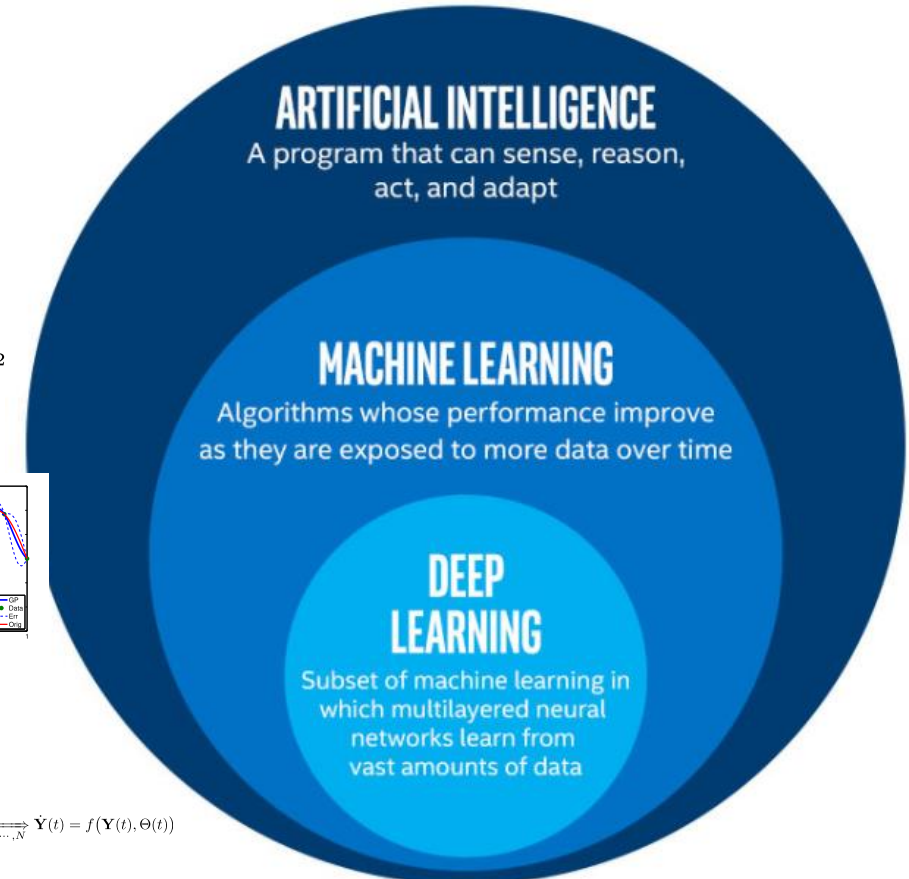 ARTIFICIAL INTELLIGENCE
A program that can sense, reason,
act, and adapt
2
MACHINE LEARNING
Algorithms whose performance improve
as they are exposed to more data over time
GP
Data
Err
Orig
DEEP
LEARNING
Subset of machine learning in
which multilayered neural
networks learn from
vast amounts of data
⟹ Ẏ(t) = f(Y(t), Θ(t))
⋯ ,N